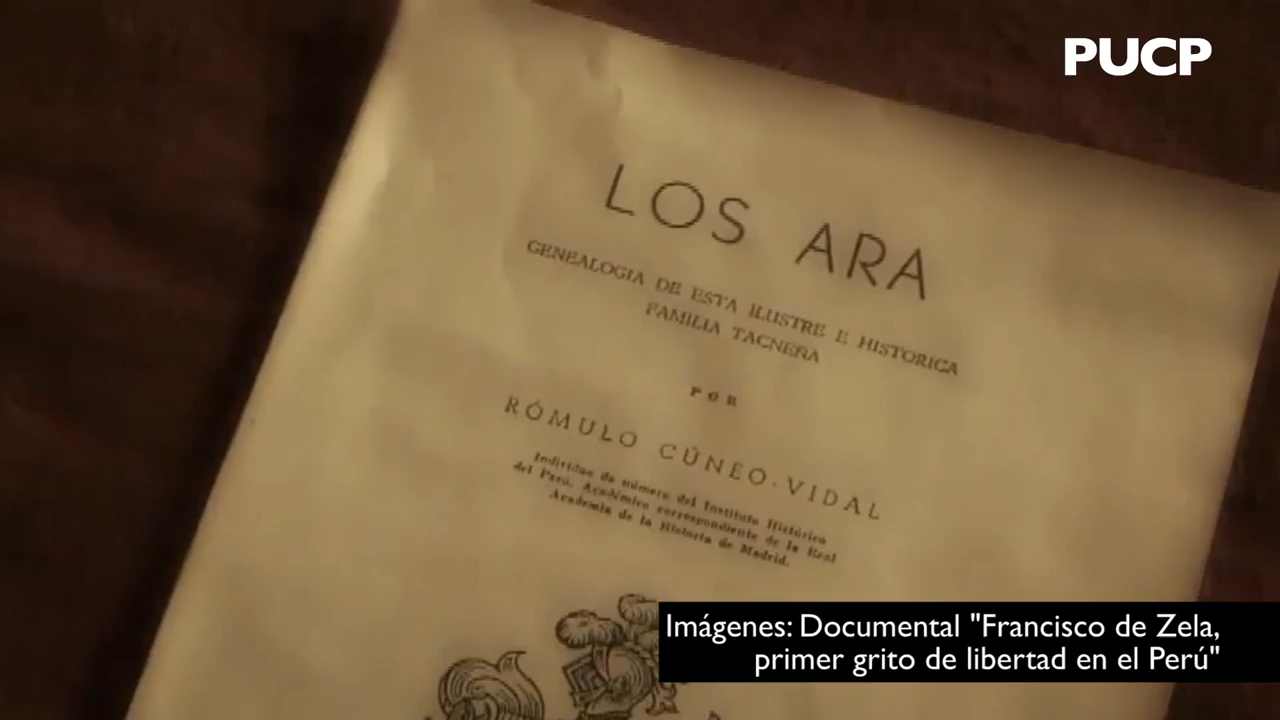 PUCP
LOS ARA
GENEALOGIA DE ESTA ILUSTRE E HISTORICA
FAMILIA TACNEÑA
POR
RÓMULO CÚNEO-VIDAL
Individuo de número del Instituto Histórico
del Perú, Académico correspondiente de la Real
Academia de la Historia de Madrid.
Imágenes: Documental "Francisco de Zela,
primer grito de libertad en el Perú"